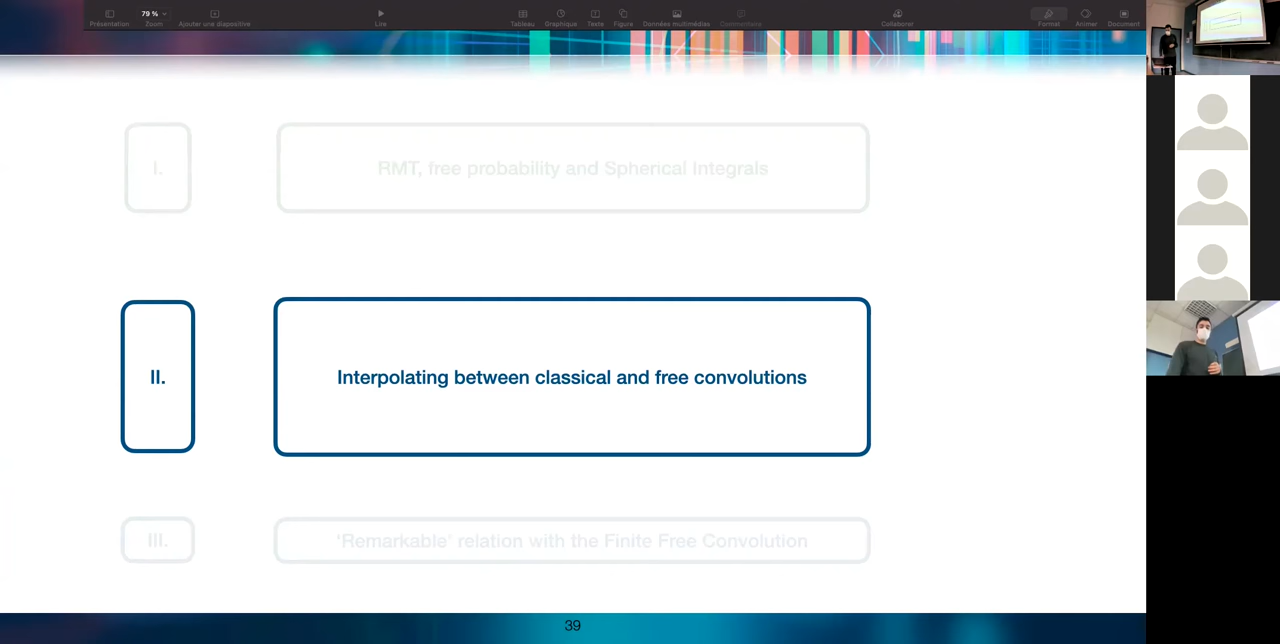 79 %
Présentation
Zoom
Ajouter une diapositive
Lire
Tableau
Graphique
Texte
Figure
Données multimédias
Commentaire
Collaborer
Format
Animer
Document
I.
RMT, free probability and Spherical Integrals
II.
Interpolating between classical and free convolutions
III.
‘Remarkable’ relation with the Finite Free Convolution
39